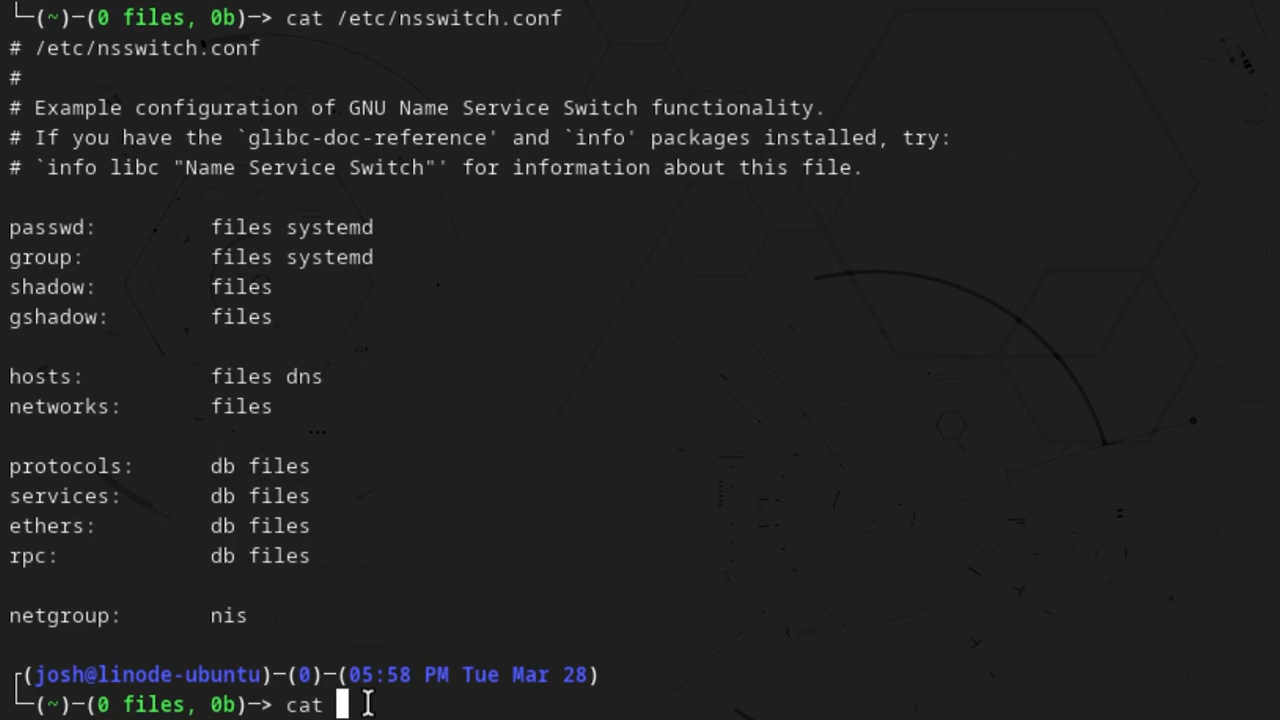 └─(~)─(0 files, 0b)─> cat /etc/nsswitch.conf
# /etc/nsswitch.conf
#
# Example configuration of GNU Name Service Switch functionality.
# If you have the `glibc-doc-reference' and `info' packages installed, try:
# `info libc "Name Service Switch"' for information about this file.
passwd:         files systemd
group:          files systemd
shadow:         files
gshadow:        files
hosts:          files dns
networks:       files
protocols:      db files
services:       db files
ethers:         db files
rpc:            db files
netgroup:       nis
┌(josh@linode-ubuntu)─(0)─(05:58 PM Tue Mar 28)
└─(~)─(0 files, 0b)─> cat